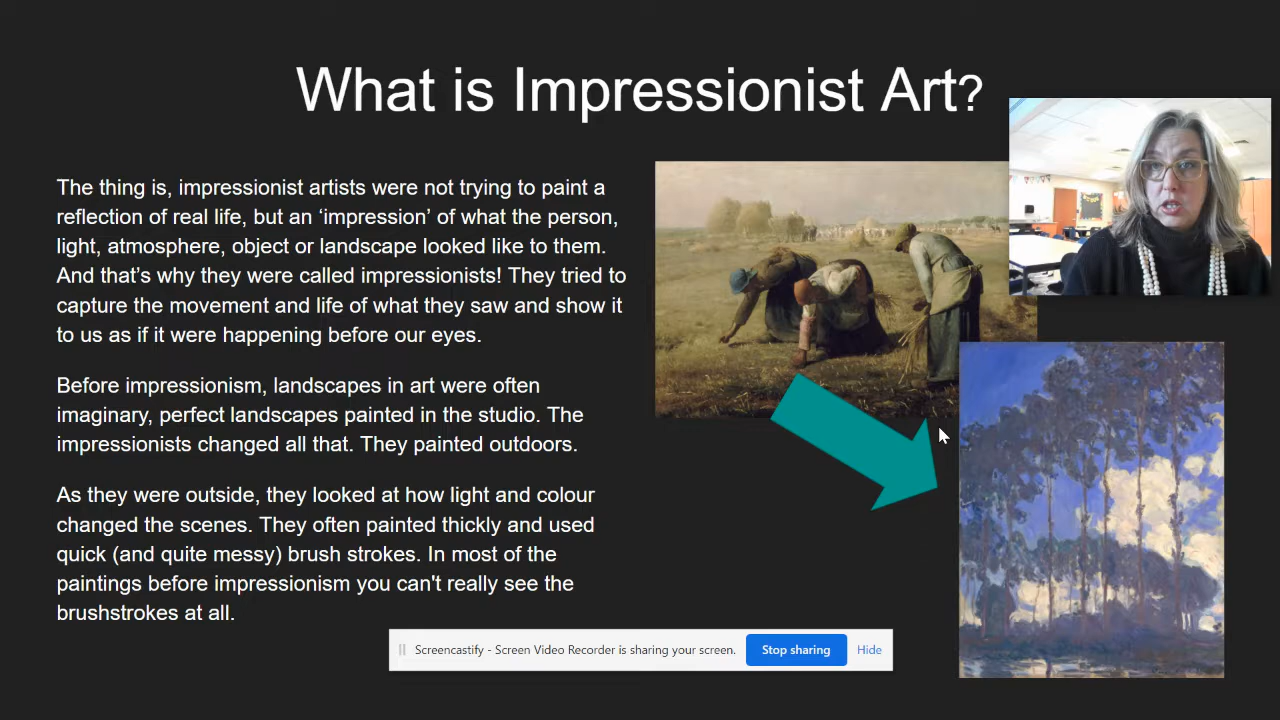 What is Impressionist Art?
The thing is, impressionist artists were not trying to paint a
reflection of real life, but an ‘impression’ of what the person,
light, atmosphere, object or landscape looked like to them.
And that’s why they were called impressionists! They tried to
capture the movement and life of what they saw and show it
to us as if it were happening before our eyes.
Before impressionism, landscapes in art were often
imaginary, perfect landscapes painted in the studio. The
impressionists changed all that. They painted outdoors.
As they were outside, they looked at how light and colour
changed the scenes. They often painted thickly and used
quick (and quite messy) brush strokes. In most of the
paintings before impressionism you can't really see the
brushstrokes at all.
Screencastify - Screen Video Recorder is sharing your screen.
Stop sharing
Hide